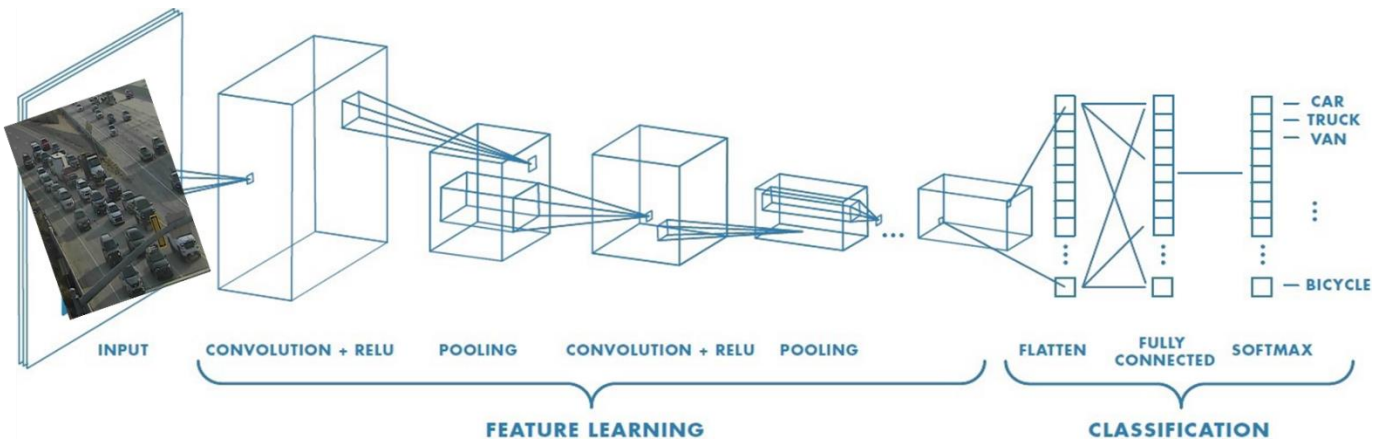 CAR
TRUCK
VAN
BICYCLE
INPUT
CONVOLUTION + RELU
POOLING
CONVOLUTION + RELU
POOLING
FLATTEN
FULLY
CONNECTED
SOFTMAX
FEATURE LEARNING
CLASSIFICATION